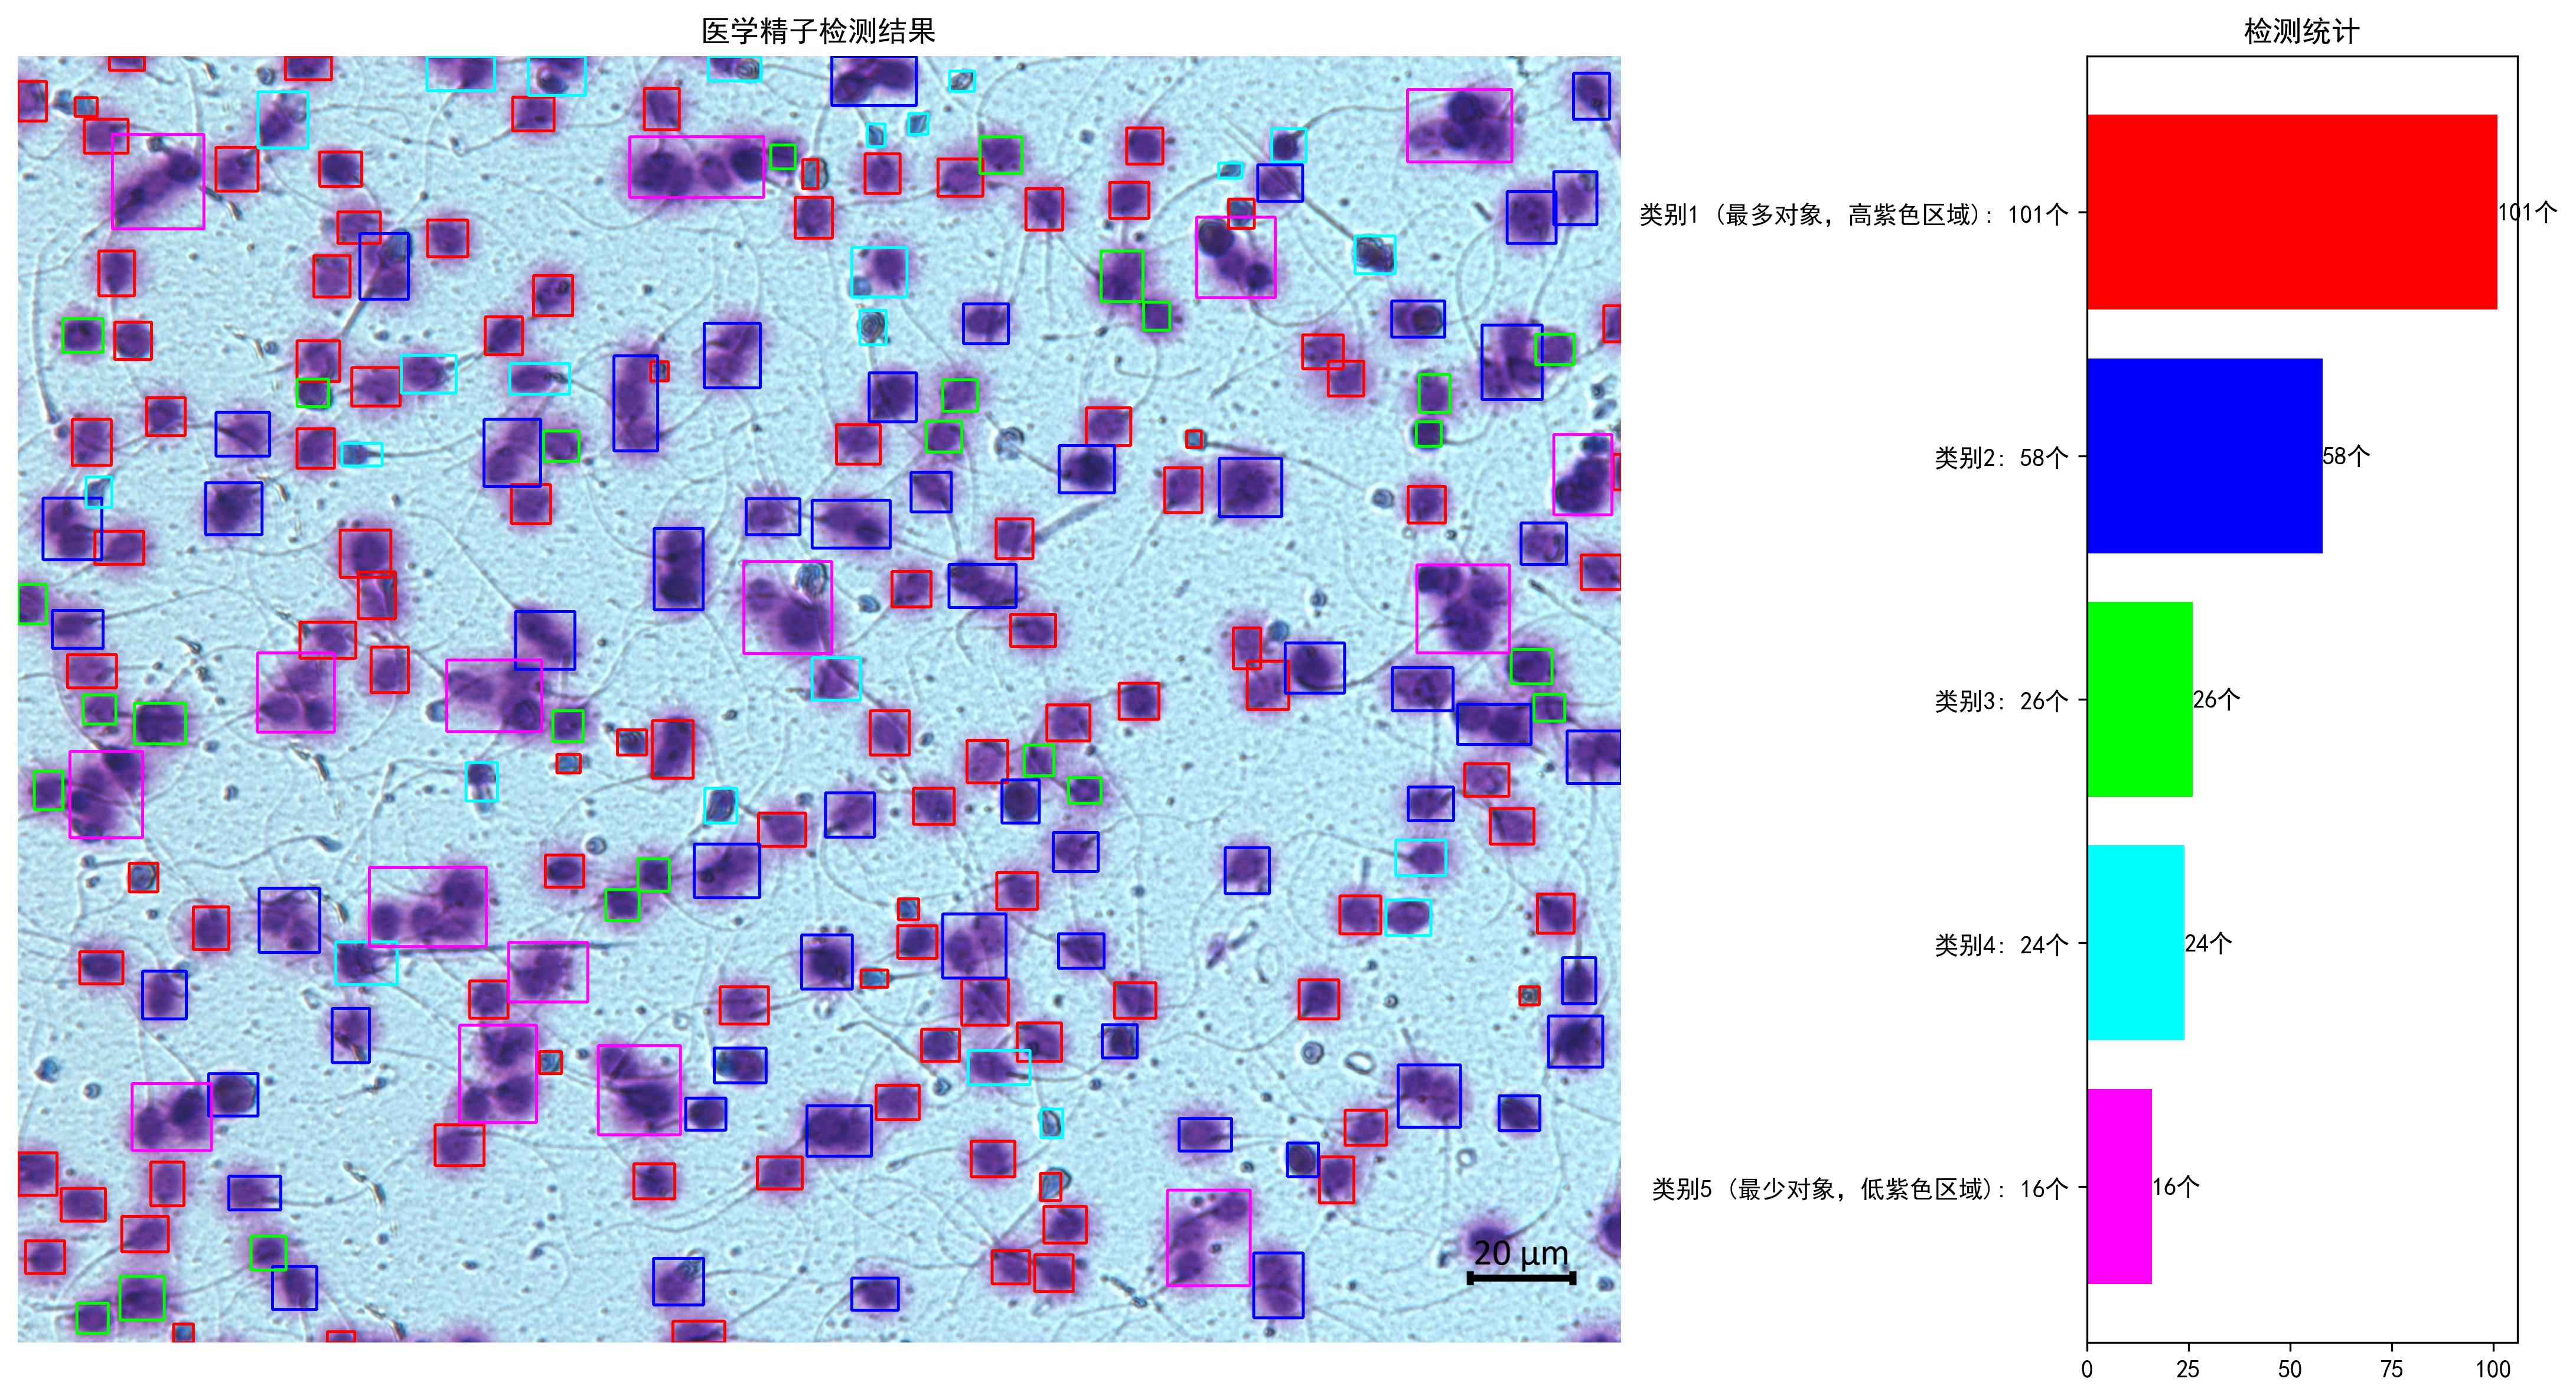 医学精子检测结果
20 μm
检测统计
类别1 (最多对象, 高紫色区域): 101个
101个
类别2: 58个
58个
类别3: 26个
26个
类别4: 24个
24个
类别5 (最少对象, 低紫色区域): 16个
16个
0 25 50 75 100